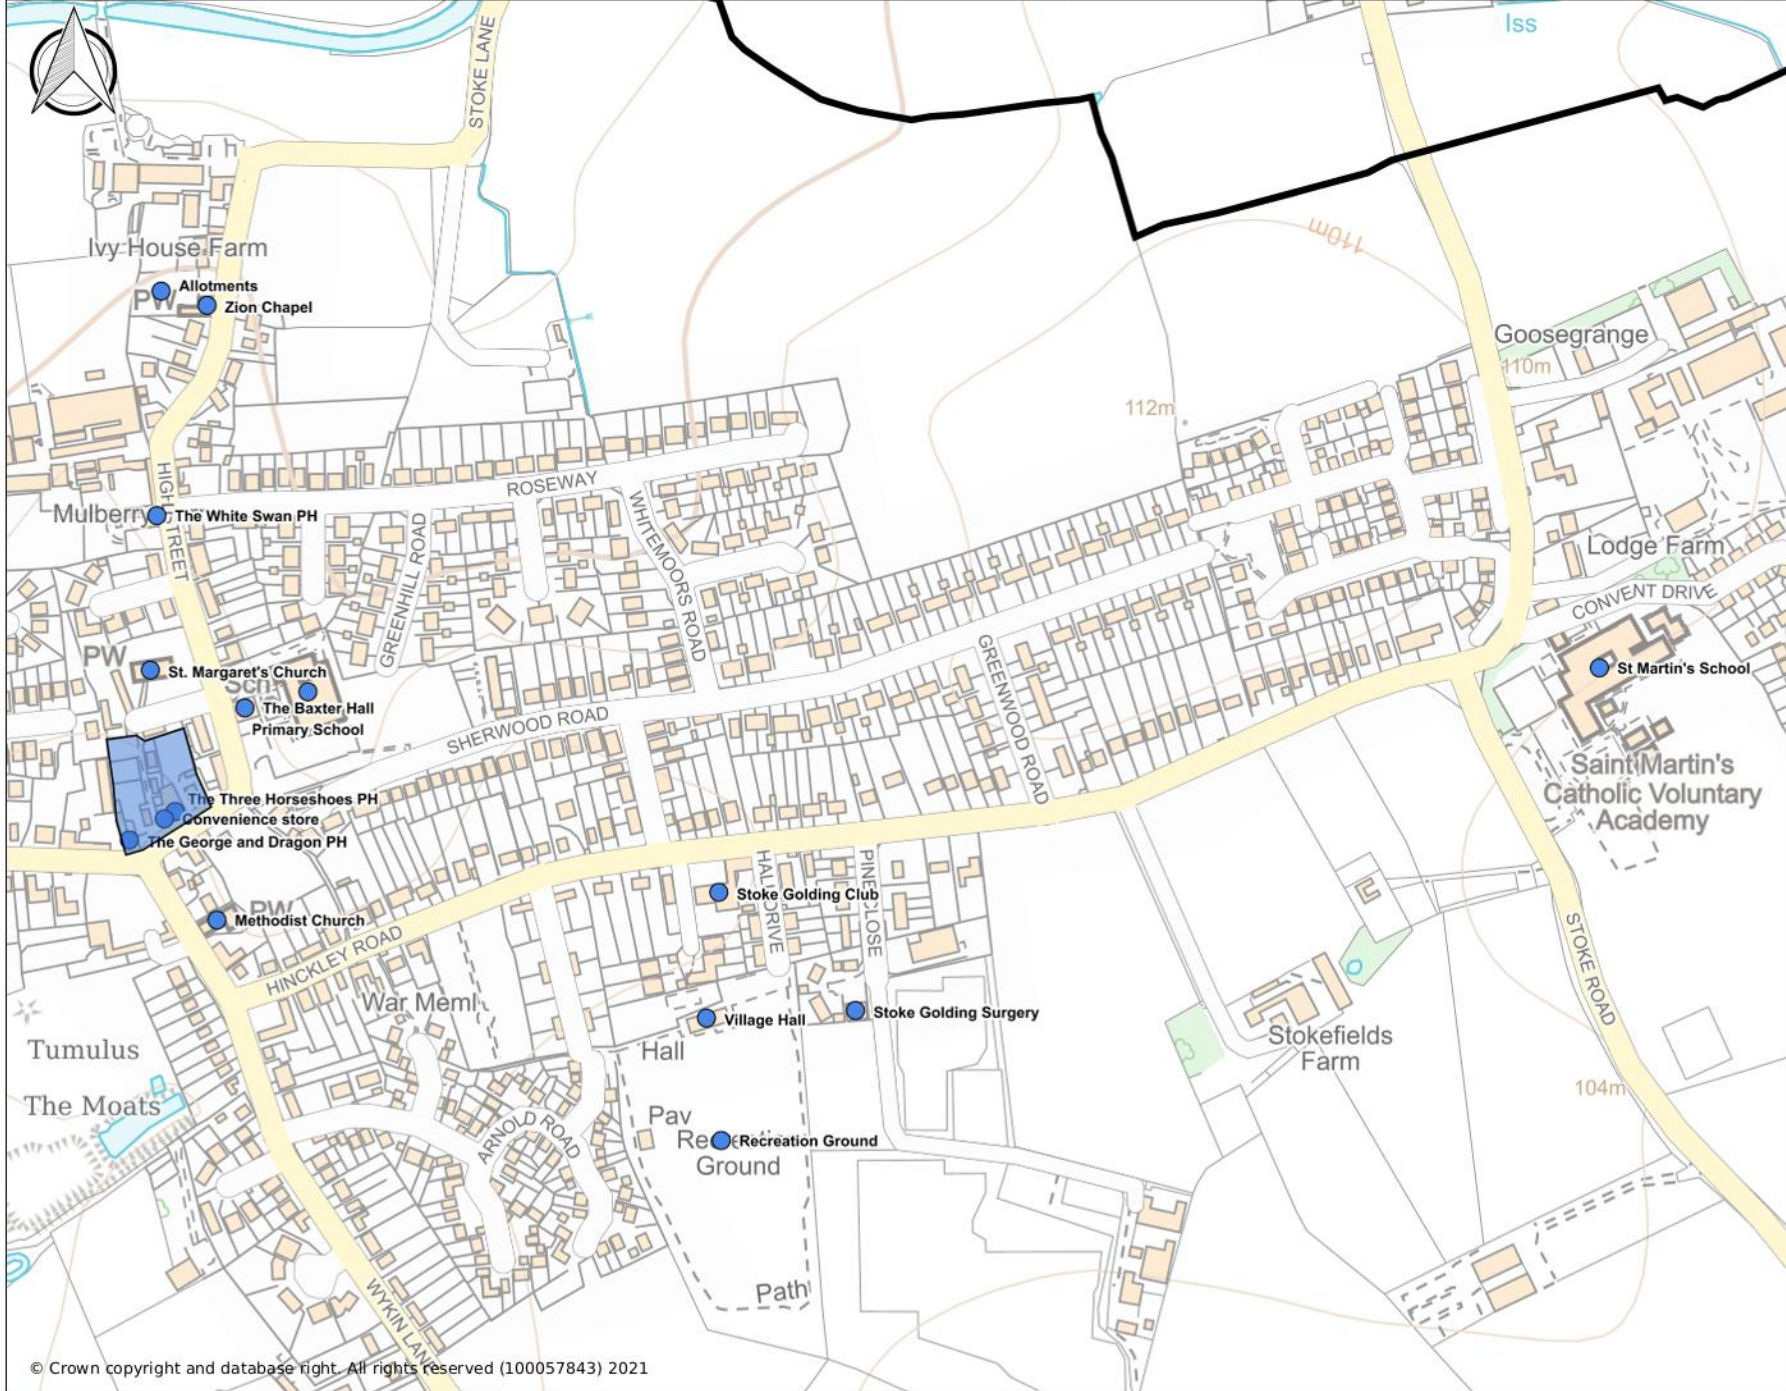 STOKE LANE
Iss
Ivy House Farm
110m
Allotments
PW
Zion Chapel
Goosegrange
110m
112m
ROSEWAY
HIGH STREET
Mulberry
The White Swan PH
WHITEMOORS ROAD
GREENHILL ROAD
Lodge Farm
CONVENT DRIVE
PW
St. Margaret's Church
Sch
The Baxter Hall
Primary School
GREENWOOD ROAD
St Martin's School
SHERWOOD ROAD
Saint Martin's
Catholic Voluntary
Academy
The Three Horseshoes PH
Convenience store
The George and Dragon PH
HALL DRIVE
PINE CLOSE
Stoke Golding Club
PW
Methodist Church
HINCKLEY ROAD
STOKE ROAD
War Meml
Village Hall
Stoke Golding Surgery
Hall
Stokefields
Farm
Tumulus
The Moats
104m
Pav
ARNOLD ROAD
Recreation Ground
Ground
Path
WYKIN LANE
© Crown copyright and database right. All rights reserved (100057843) 2021